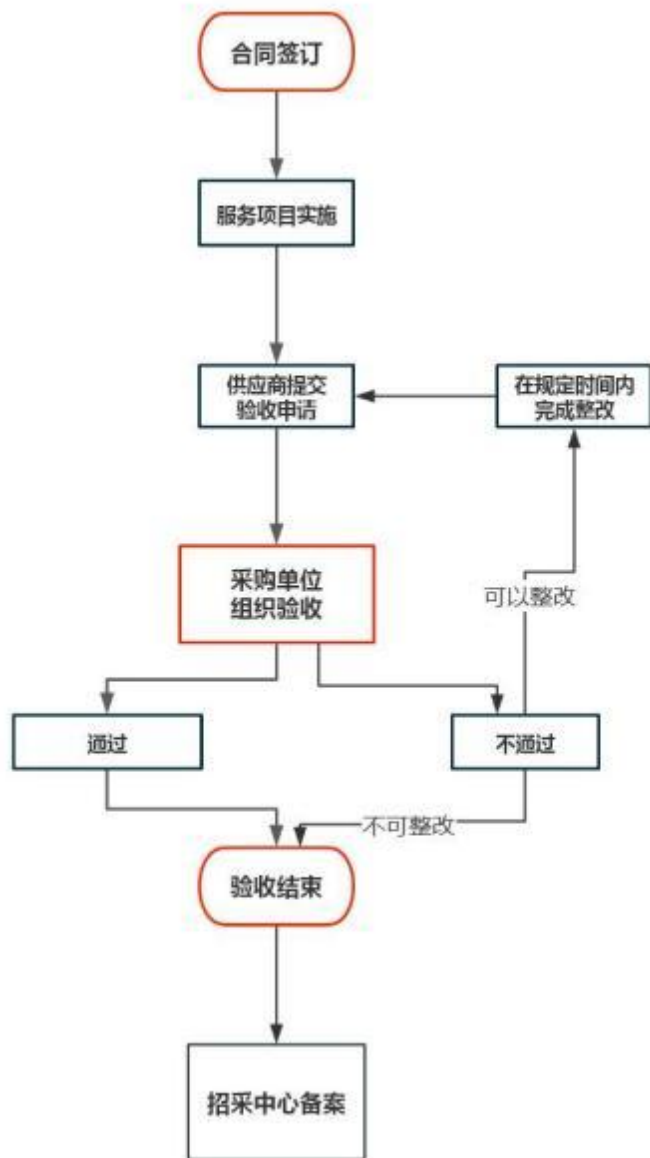 合同签订
服务项目实施
供应商提交
验收申请
在规定时间内
完成整改
采购单位
组织验收
可以整改
通过
不通过
不可整改
验收结束
招采中心备案